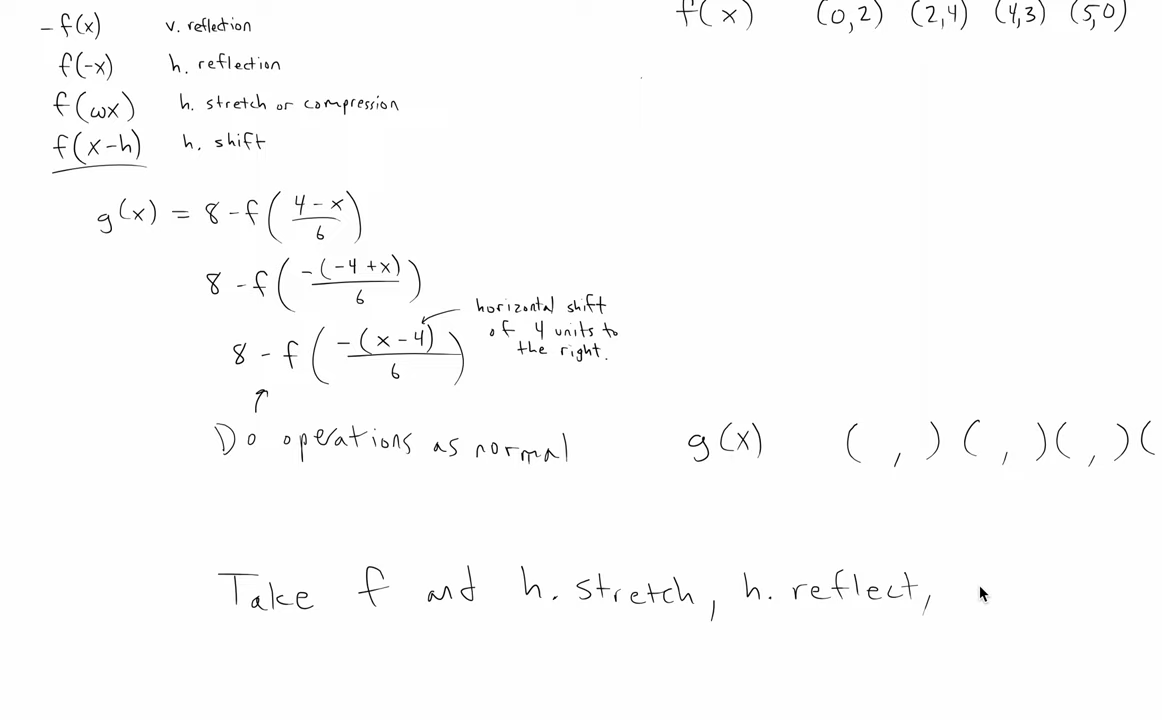 -f(x) v. reflection
f(-x) h. reflection
f(ωx) h. stretch or compression
f(x-h) h. shift
f(x) (0,2) (2,4) (4,3) (5,0)
g(x) = 8 - f((4-x)/6)
8 - f(-(-4+x)/6)
8 - f(-(x-4)/6)
horizontal shift
of 4 units to
the right.
↑
Do operations as normal
g(x) ( , ) ( , ) ( , ) (
Take f and h. stretch, h. reflect,